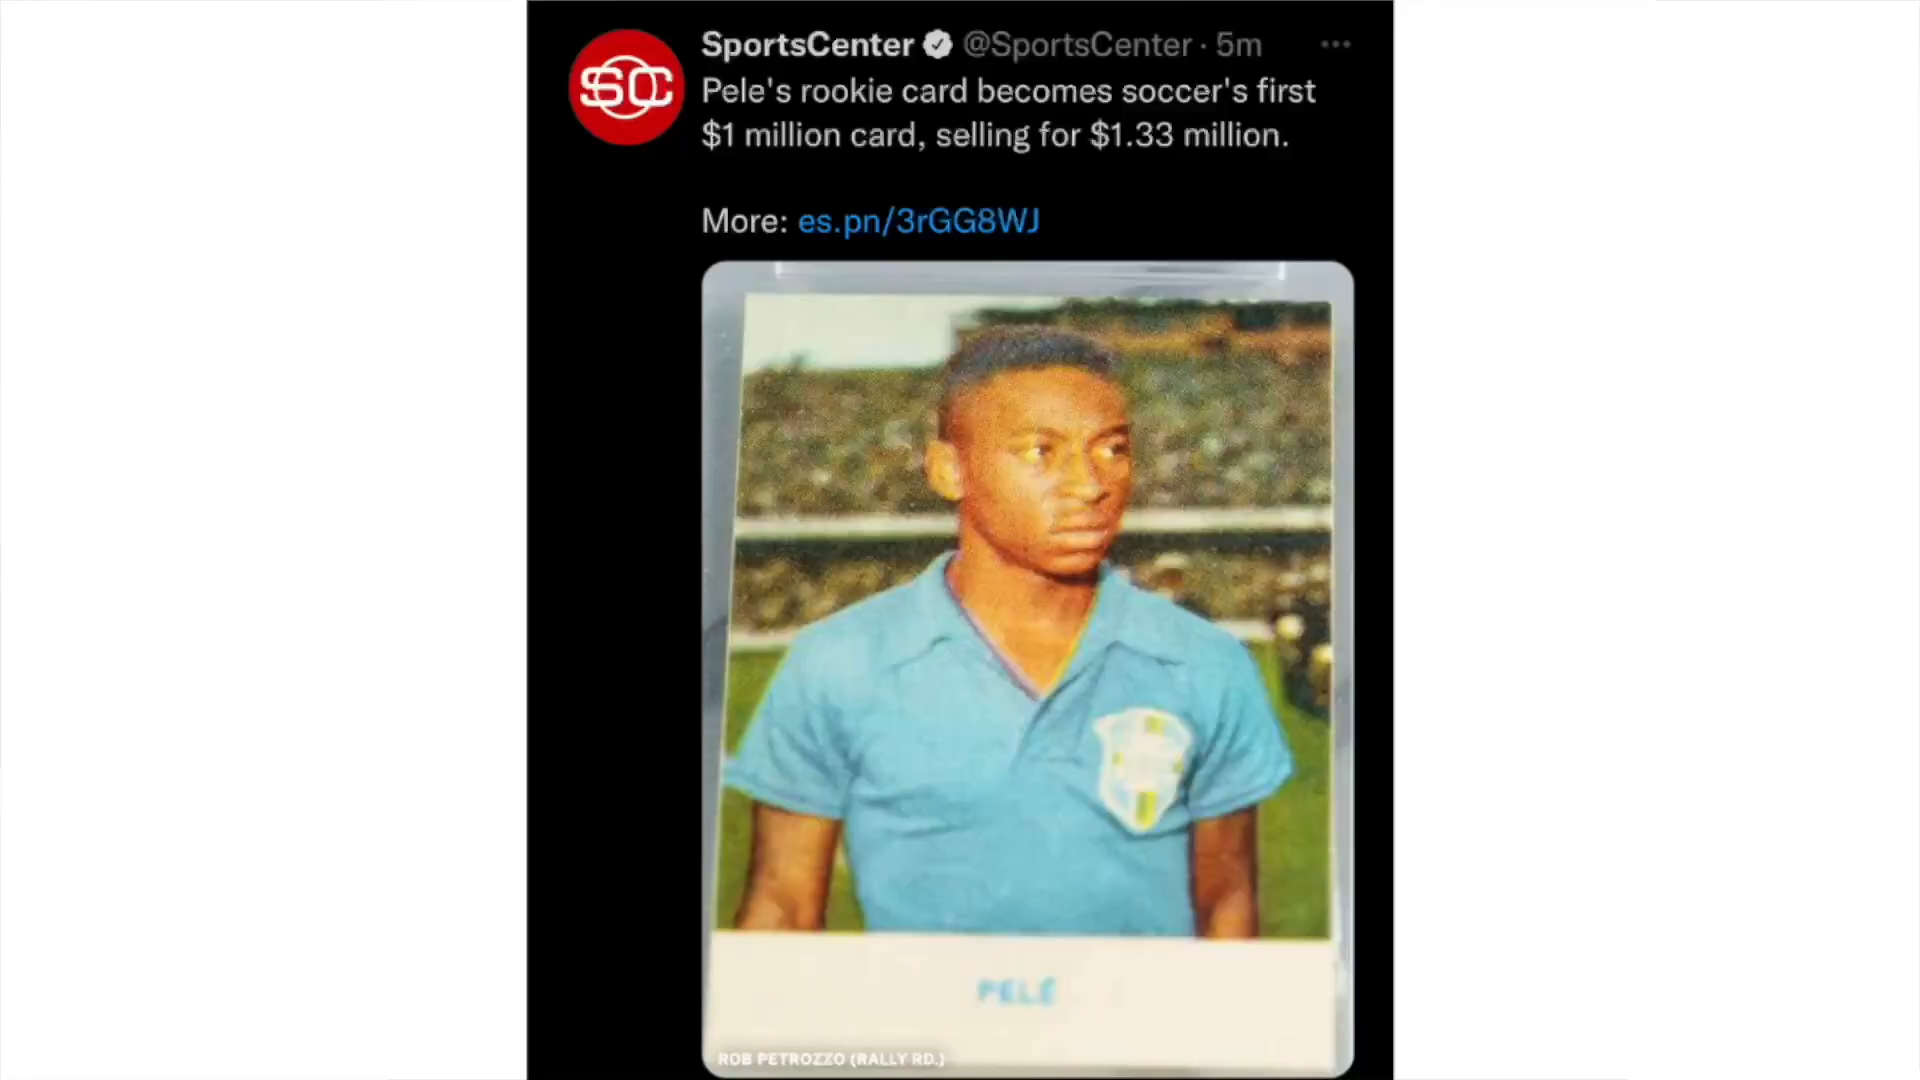 SC
SportsCenter @SportsCenter · 5m ...
Pele's rookie card becomes soccer's first
$1 million card, selling for $1.33 million.
More: es.pn/3rGG8WJ
PELÉ
ROB PETROZZO (RALLY RD.)